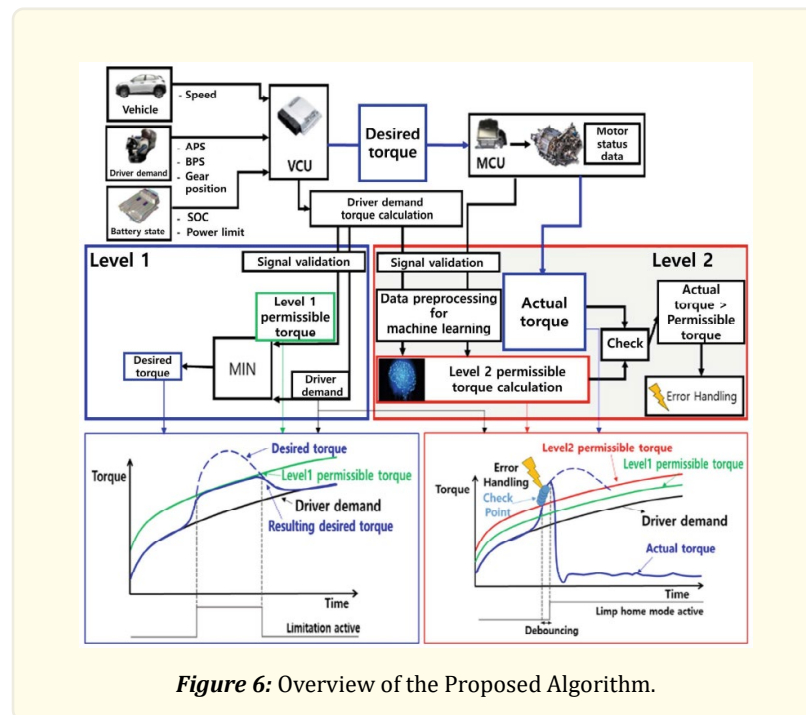 - Speed
Vehicle
Driver demand
- APS
- BPS
- Gear
position
Battery state
- SOC
- Power limit
VCU
Desired
torque
MCU
Motor
status
data
Driver demand
torque calculation
Level 1
Signal validation
Level 1
permissible
torque
Desired
torque
MIN
Driver
demand
Signal validation
Level 2
Data preprocessing
for
machine learning
Actual
torque
Check
Actual
torque >
Permissible
torque
Level 2 permissible
torque calculation
Error Handling
Torque
Desired torque
Level1 permissible torque
Driver demand
Resulting desired torque
Time
Limitation active
Level2 permissible torque
Error
Handling
Level1 permissible torque
Torque
Check
Point
Driver demand
Actual torque
Time
Limp home mode active
Debouncing
Figure 6: Overview of the Proposed Algorithm.